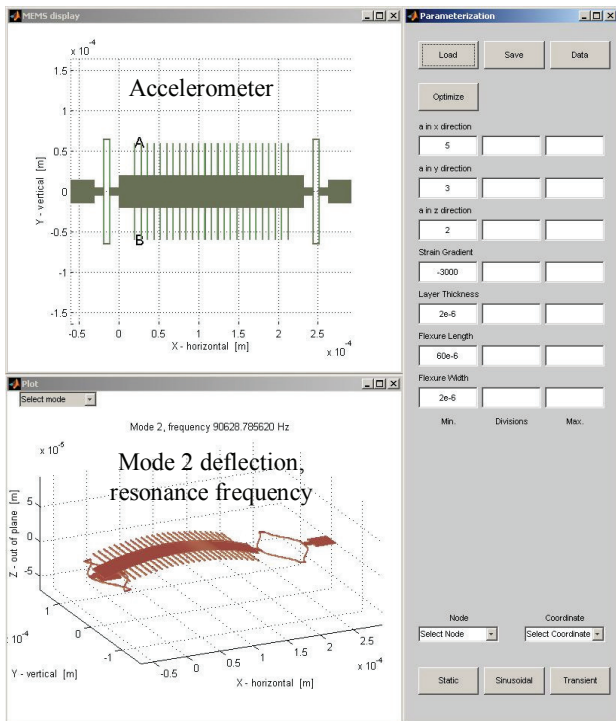 MEMS display
x 10⁻⁴
Accelerometer
1.5
1
0.5
0
-0.5
-1
-1.5
Y - vertical [m]
A
B
-0.5 0 0.5 1 1.5 2 2.5
X - horizontal [m]
x 10⁻⁴
Plot
Select mode
Mode 2, frequency 90628.785620 Hz
x 10⁻⁵
Mode 2 deflection,
resonance frequency
5
0
-5
Z - out of plane [m]
1
0
-1
10⁻⁴
Y - vertical [m]
-0.5 0 0.5 1 1.5 2 2.5
x 10⁻⁴
X - horizontal [m]
Parameterization
Load Save Data
Optimize
a in x direction
5
a in y direction
3
a in z direction
2
Strain Gradient
-3000
Layer Thickness
2e-6
Flexure Length
60e-6
Flexure Width
2e-6
Min. Divisions Max.
Node Coordinate
Select Node Select Coordinate
Static Sinusoidal Transient